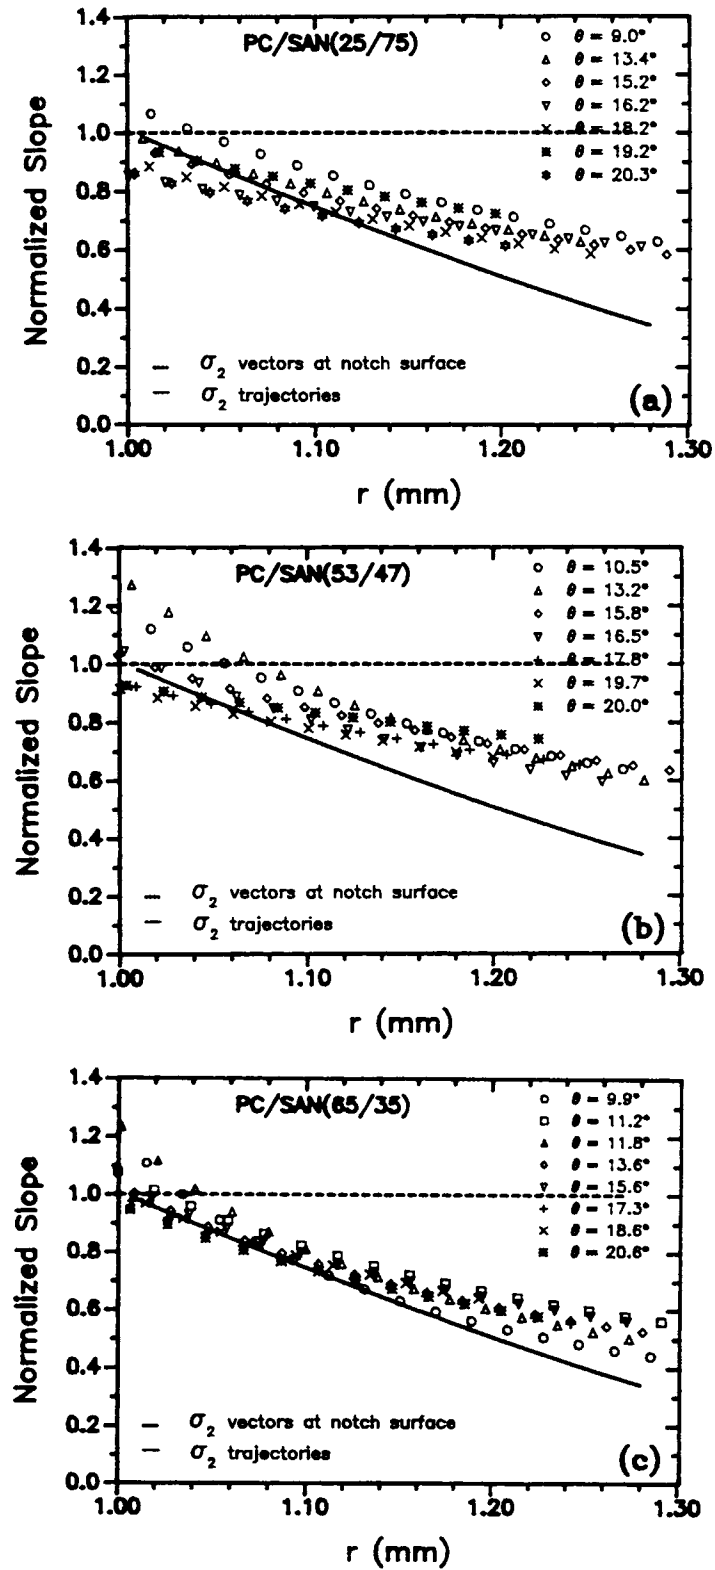 PC/SAN(25/75)
θ = 9.0°
θ = 13.4°
θ = 15.2°
θ = 16.2°
θ = 18.2°
θ = 19.2°
θ = 20.3°
Normalized Slope
1.4
1.2
1.0
0.8
0.6
0.4
0.2
0.0
σ₂ vectors at notch surface
σ₂ trajectories
(a)
1.00
1.10
1.20
1.30
r (mm)
PC/SAN(53/47)
θ = 10.5°
θ = 13.2°
θ = 15.8°
θ = 16.5°
θ = 17.8°
θ = 19.7°
θ = 20.0°
Normalized Slope
1.4
1.2
1.0
0.8
0.6
0.4
0.2
0.0
σ₂ vectors at notch surface
σ₂ trajectories
(b)
1.00
1.10
1.20
1.30
r (mm)
PC/SAN(65/35)
θ = 9.9°
θ = 11.2°
θ = 11.8°
θ = 13.6°
θ = 15.6°
θ = 17.3°
θ = 18.6°
θ = 20.6°
Normalized Slope
1.4
1.2
1.0
0.8
0.6
0.4
0.2
0.0
σ₂ vectors at notch surface
σ₂ trajectories
(c)
1.00
1.10
1.20
1.30
r (mm)